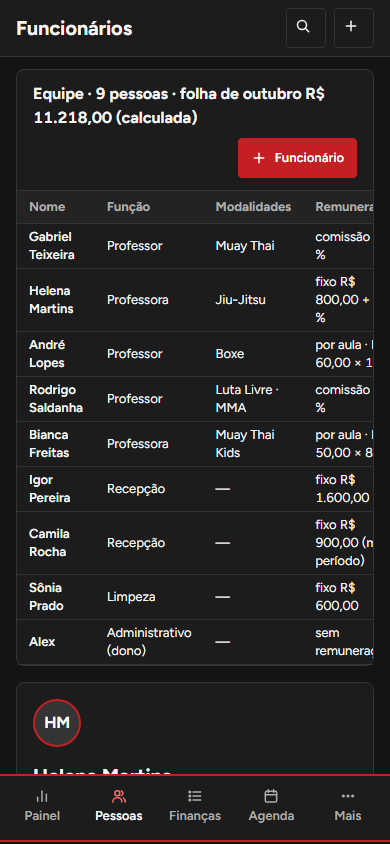 Funcionários
Equipe · 9 pessoas · folha de outubro R$
11.218,00 (calculada)
+ Funcionário
Nome Função Modalidades Remunera
Gabriel Teixeira Professor Muay Thai comissão %
Helena Martins Professora Jiu-Jitsu fixo R$ 800,00 + %
André Lopes Professor Boxe por aula · 60,00 × 1
Rodrigo Saldanha Professor Luta Livre · MMA comissão %
Bianca Freitas Professora Muay Thai Kids por aula · 50,00 × 8
Igor Pereira Recepção — fixo R$ 1.600,00
Camila Rocha Recepção — fixo R$ 900,00 (m período)
Sônia Prado Limpeza — fixo R$ 600,00
Alex Administrativo (dono) — sem remunera
HM
Helena Martins
Painel Pessoas Finanças Agenda Mais